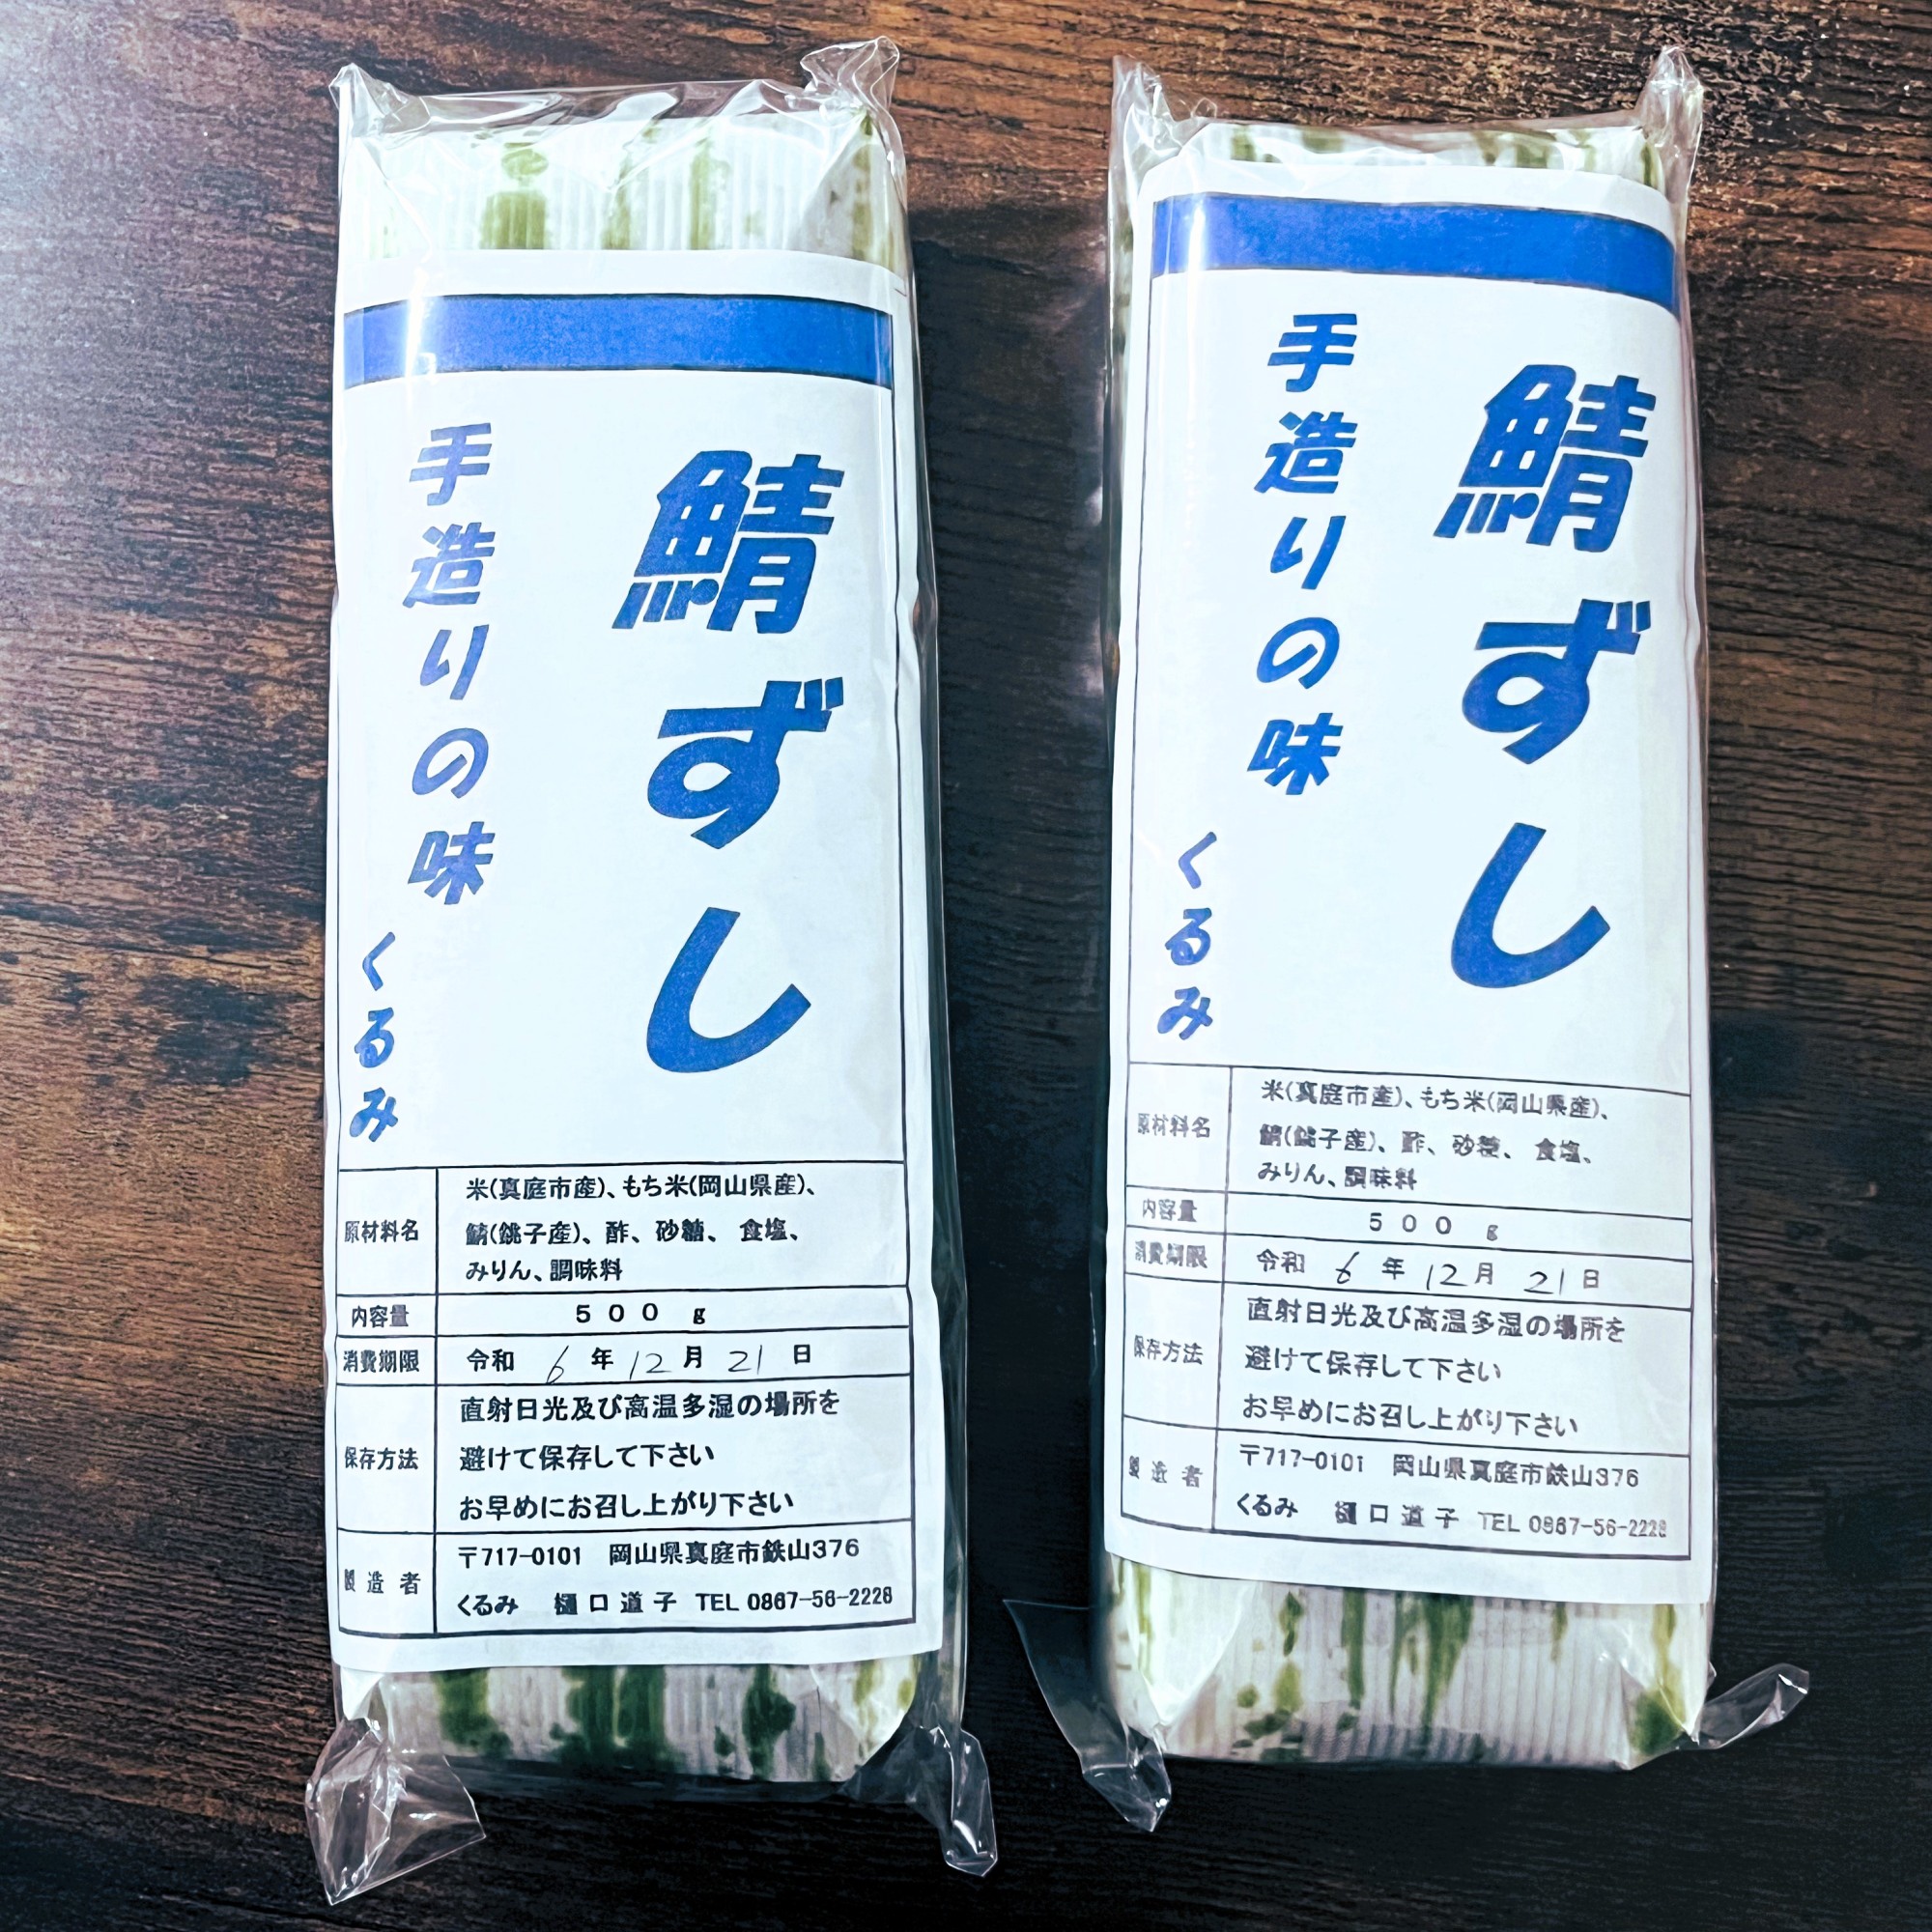 鯖ずし
手造りの味
くるみ
原材料名
米(真庭市産)、もち米(岡山県産)、
鯖(銚子産)、酢、砂糖、食塩、
みりん、調味料
内容量
500 g
消費期限
令和 6 年 12 月 21 日
保存方法
直射日光及び高温多湿の場所を
避けて保存して下さい
お早めにお召し上がり下さい
製造者
〒717-0101 岡山県真庭市鉄山376
くるみ 樋口道子 TEL 0867-56-2228
鯖ずし
手造りの味
くるみ
原材料名
米(真庭市産)、もち米(岡山県産)、
鯖(銚子産)、酢、砂糖、食塩、
みりん、調味料
内容量
500 g
消費期限
令和 6 年 12 月 21 日
保存方法
直射日光及び高温多湿の場所を
避けて保存して下さい
お早めにお召し上がり下さい
製造者
〒717-0101 岡山県真庭市鉄山376
くるみ 樋口道子 TEL 0867-56-2228